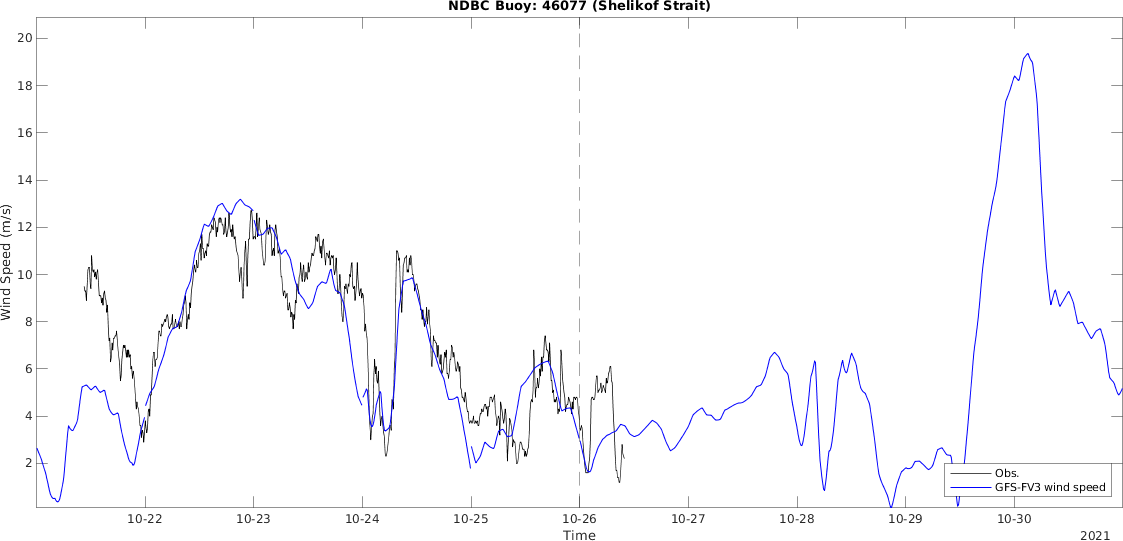 NDBC Buoy: 46077 (Shelikof Strait)
20
18
16
14
12
10
8
6
4
2
Wind Speed (m/s)
Obs.
GFS-FV3 wind speed
10-22 10-23 10-24 10-25 10-26 10-27 10-28 10-29 10-30
Time
2021